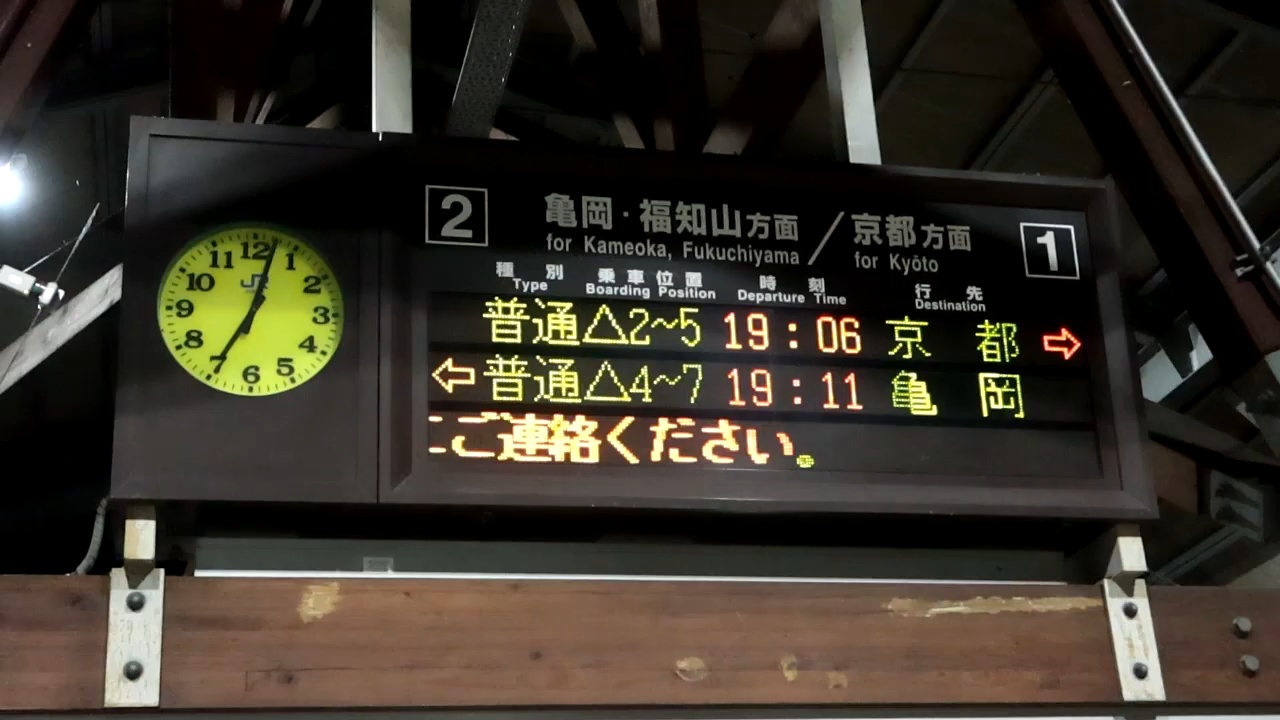 12
1
2
3
4
5
6
7
8
9
10
11
JR
2 亀岡・福知山方面／京都方面 1
for Kameoka, Fukuchiyama for Kyōto
種別 乗車位置 時刻 行先
Type Boarding Position Departure Time Destination
普通 △2~5 19:06 京都 ⇨
⇦ 普通 △4~7 19:11 亀岡
にご連絡ください。